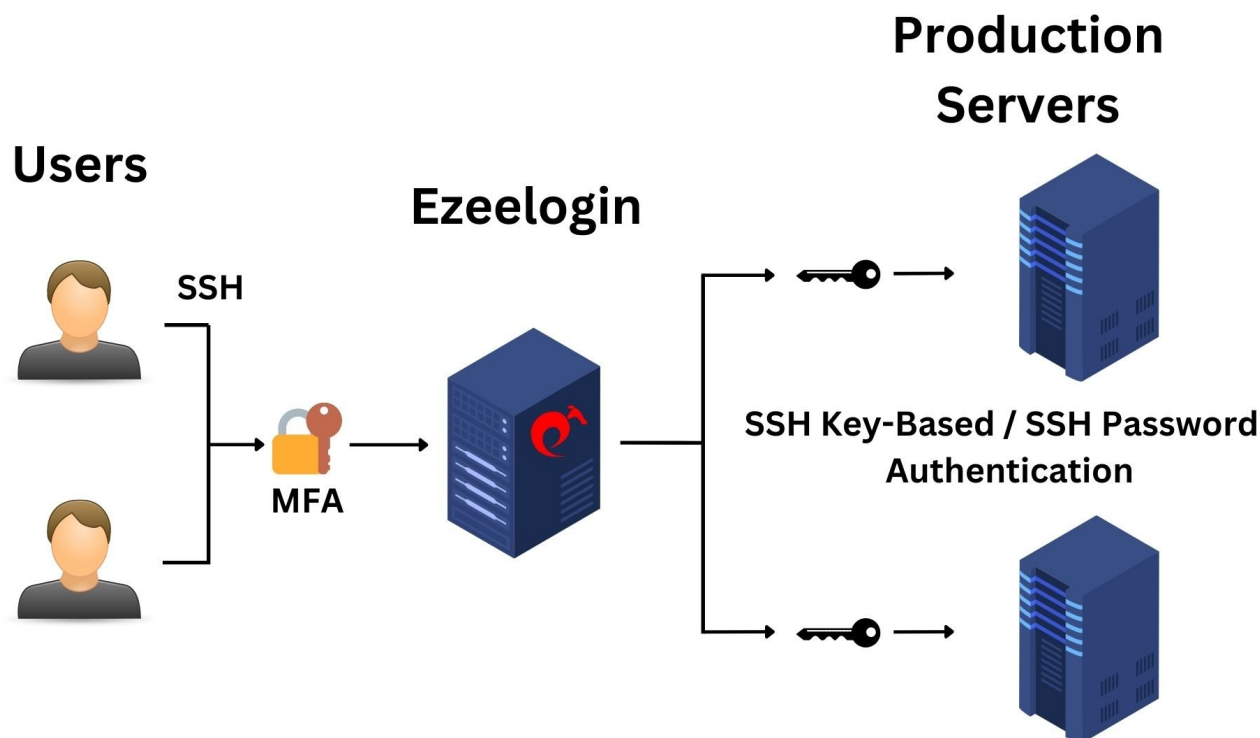 Production
Servers
Users
Ezeelogin
SSH
MFA
SSH Key-Based / SSH Password
Authentication